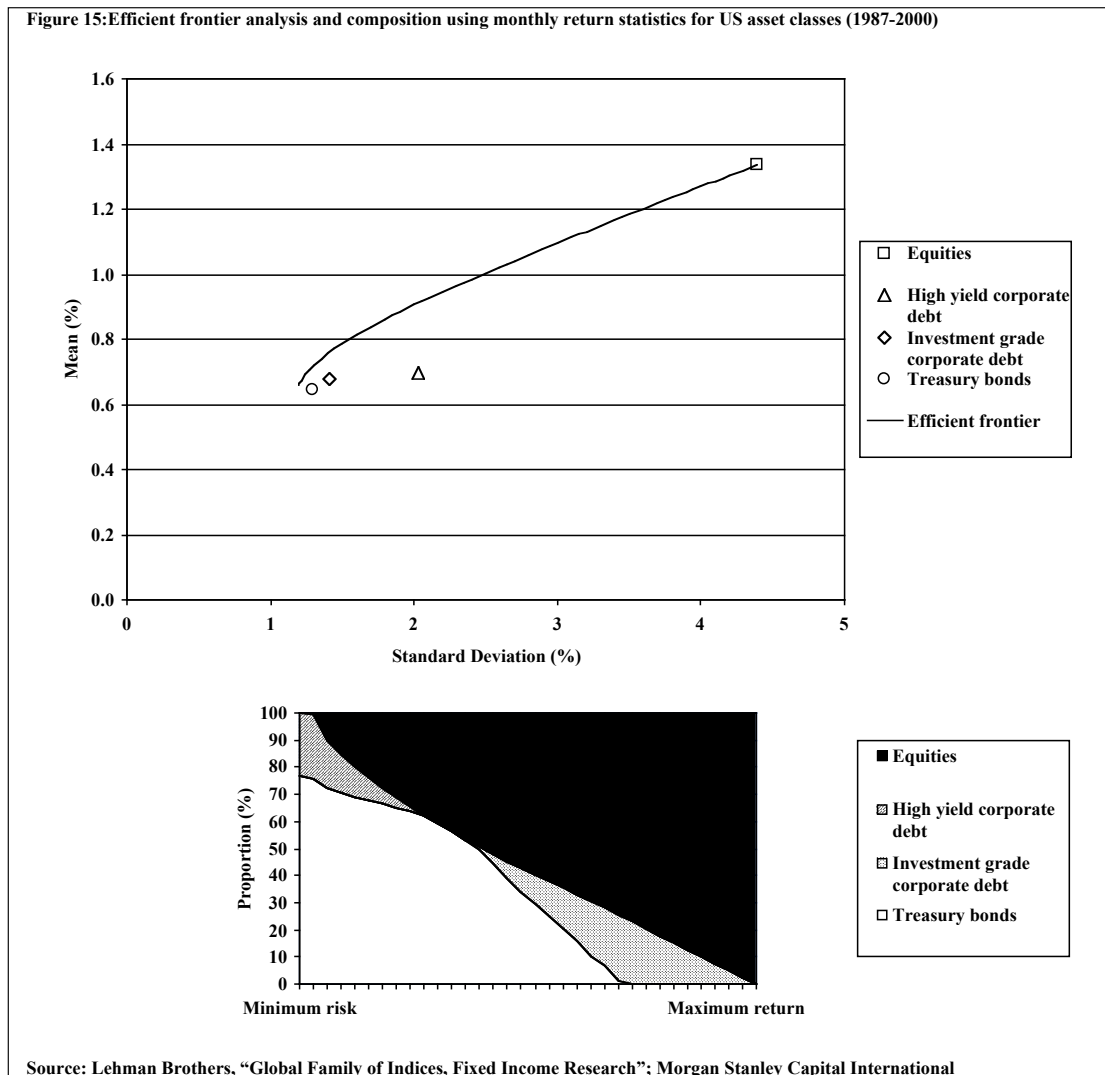 Figure 15:Efficient frontier analysis and composition using monthly return statistics for US asset classes (1987-2000)
1.6
1.4
1.2
1.0
0.8
0.6
0.4
0.2
0.0
Mean (%)
0 1 2 3 4 5
Standard Deviation (%)
Equities
High yield corporate
debt
Investment grade
corporate debt
Treasury bonds
Efficient frontier
100
90
80
70
60
50
40
30
20
10
0
Proportion (%)
Minimum risk Maximum return
Equities
High yield corporate
debt
Investment grade
corporate debt
Treasury bonds
Source: Lehman Brothers, “Global Family of Indices, Fixed Income Research”; Morgan Stanley Capital International